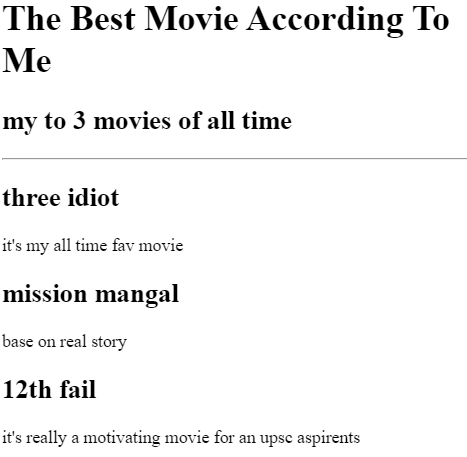 The Best Movie According To
Me
my to 3 movies of all time
three idiot
it's my all time fav movie
mission mangal
base on real story
12th fail
it's really a motivating movie for an upsc aspirents